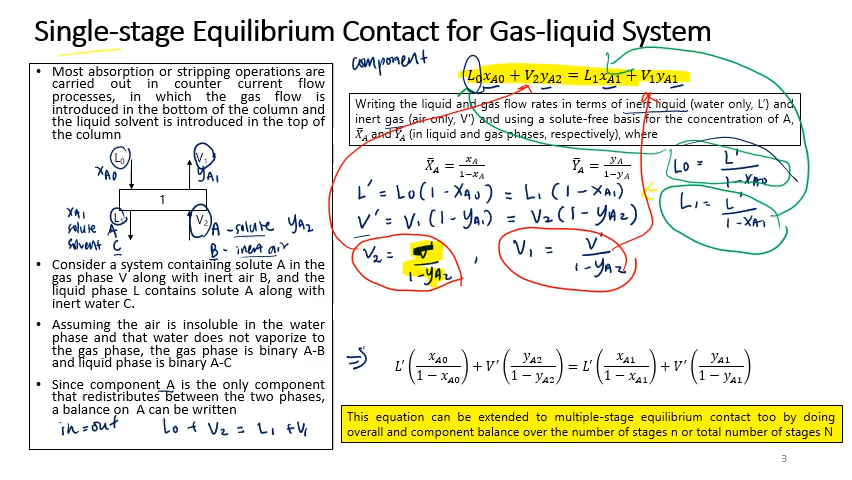 Single-stage Equilibrium Contact for Gas-liquid System
• Most absorption or stripping operations are
carried out in counter current flow
processes, in which the gas flow is
introduced in the bottom of the column and
the liquid solvent is introduced in the top of
the column
L₀ V₁
xA0 yA1
1
xA1 L₁ V₂ A - solute yA2
solute A
solvent C B - inert air
• Consider a system containing solute A in the
gas phase V along with inert air B, and the
liquid phase L contains solute A along with
inert water C.
• Assuming the air is insoluble in the water
phase and that water does not vaporize to
the gas phase, the gas phase is binary A-B
and liquid phase is binary A-C
• Since component A is the only component
that redistributes between the two phases,
a balance on A can be written
in=out L₀ + V₂ = L₁ + V₁
component
L₀xA0 + V₂yA2 = L₁xA1 + V₁yA1
Writing the liquid and gas flow rates in terms of inert liquid (water only, L') and
inert gas (air only, V') and using a solute-free basis for the concentration of A,
X̄A and ȲA (in liquid and gas phases, respectively), where
X̄A = xA/(1−xA) ȲA = yA/(1−yA)
L₀ = L'/(1-XA0)
L' = L₀(1-XA0) = L₁(1-XA1)
L₁ = L'/(1-XA1)
V' = V₁(1-yA1) = V₂(1-yA2)
V₂ = V'/(1-yA2) , V₁ = V'/(1-yA2)
⇒ L'(xA0/(1 − xA0)) + V'(yA2/(1 − yA2)) = L'(xA1/(1 − xA1)) + V'(yA1/(1 − yA1))
This equation can be extended to multiple-stage equilibrium contact too by doing
overall and component balance over the number of stages n or total number of stages N
3